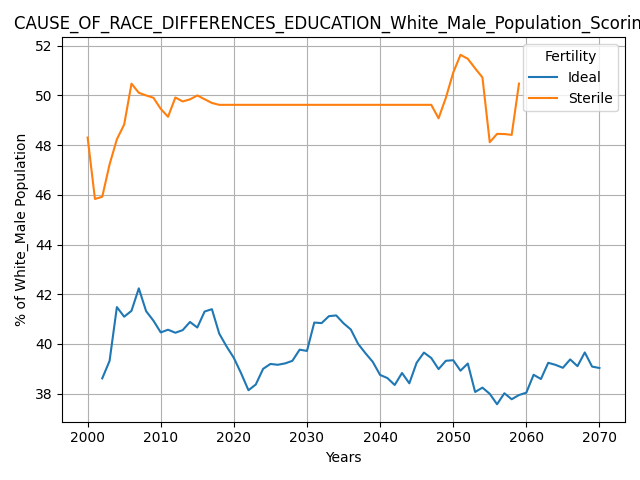 CAUSE_OF_RACE_DIFFERENCES_EDUCATION_White_Male_Population_Scorin
52
50
48
46
44
42
40
38
% of White_Male Population
Fertility
Ideal
Sterile
2000 2010 2020 2030 2040 2050 2060 2070
Years